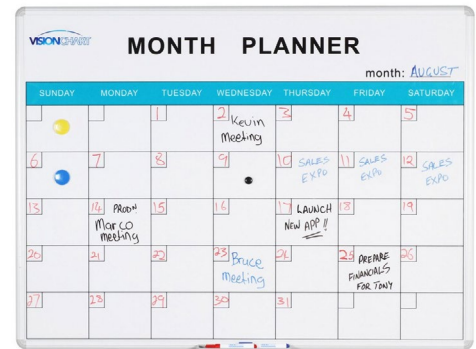 VISIONCHART
MONTH PLANNER
month: AUGUST
SUNDAY MONDAY TUESDAY WEDNESDAY THURSDAY FRIDAY SATURDAY
1 2 3 4 5
Kevin
Meeting
6 7 8 9 10 11 12
SALES
EXPO
SALES
EXPO
SALES
EXPO
13 14 15 16 17 18 19
PROD^N
Marco
meeting
LAUNCH
NEW APP !!
20 21 22 23 24 25 26
Bruce
Meeting
PREPARE
FINANCIALS
FOR TONY
27 28 29 30 31